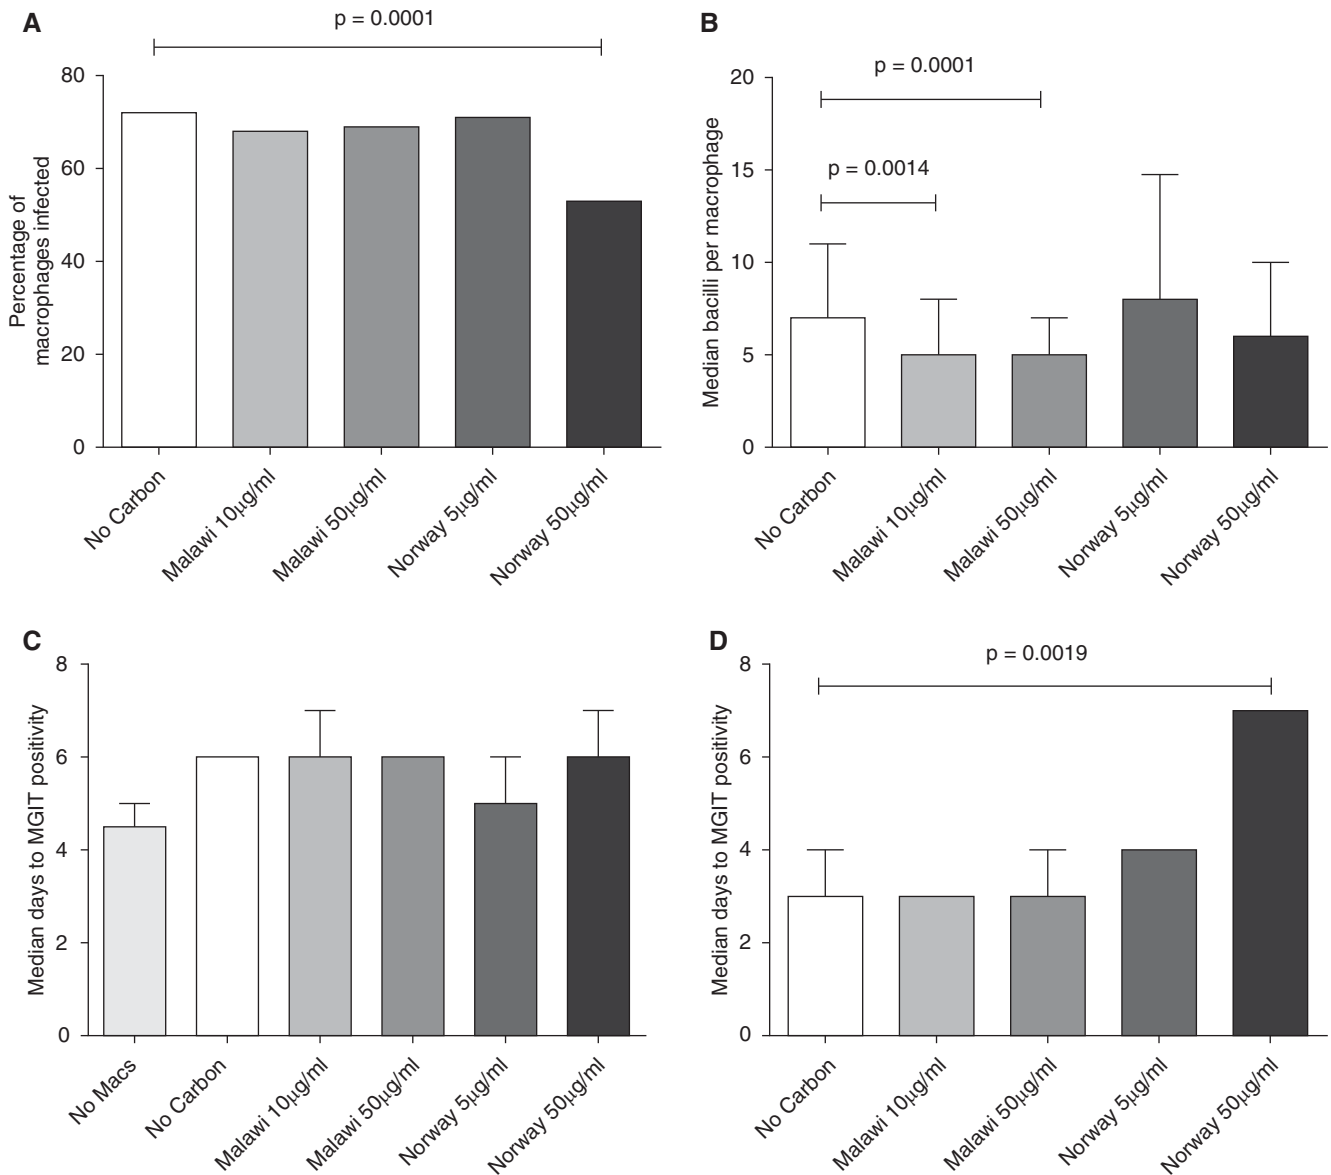 A
p = 0.0001
80
60
40
20
0
Percentage of
macrophages infected
No Carbon
Malawi 10µg/ml
Malawi 50µg/ml
Norway 5µg/ml
Norway 50µg/ml
B
p = 0.0001
p = 0.0014
20
15
10
5
0
Median bacilli per macrophage
No Carbon
Malawi 10µg/ml
Malawi 50µg/ml
Norway 5µg/ml
Norway 50µg/ml
C
8
6
4
2
0
Median days to MGIT positivity
No Macs
No Carbon
Malawi 10µg/ml
Malawi 50µg/ml
Norway 5µg/ml
Norway 50µg/ml
D
p = 0.0019
8
6
4
2
0
Median days to MGIT positivity
No Carbon
Malawi 10µg/ml
Malawi 50µg/ml
Norway 5µg/ml
Norway 50µg/ml